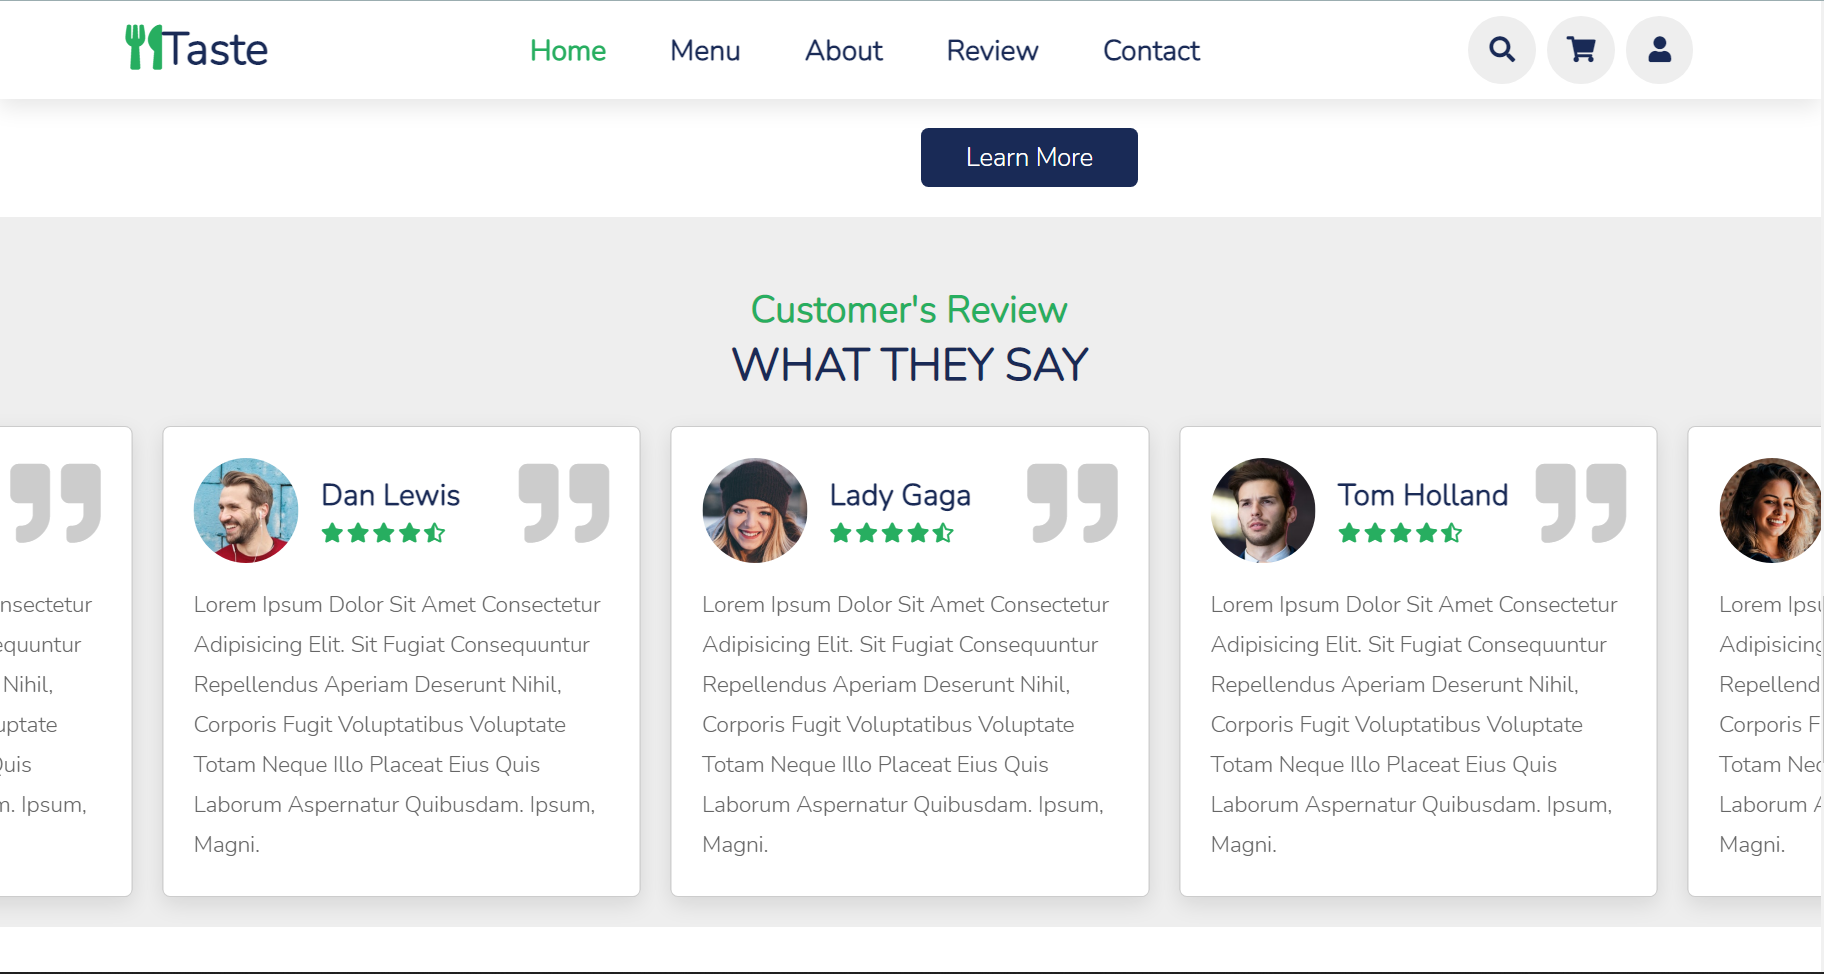 Taste
Home Menu About Review Contact
Learn More
Customer's Review
WHAT THEY SAY
nsectetur
equuntur
Nihil,
uptate
Quis
m. Ipsum,
Dan Lewis
Lorem Ipsum Dolor Sit Amet Consectetur
Adipisicing Elit. Sit Fugiat Consequuntur
Repellendus Aperiam Deserunt Nihil,
Corporis Fugit Voluptatibus Voluptate
Totam Neque Illo Placeat Eius Quis
Laborum Aspernatur Quibusdam. Ipsum,
Magni.
Lady Gaga
Lorem Ipsum Dolor Sit Amet Consectetur
Adipisicing Elit. Sit Fugiat Consequuntur
Repellendus Aperiam Deserunt Nihil,
Corporis Fugit Voluptatibus Voluptate
Totam Neque Illo Placeat Eius Quis
Laborum Aspernatur Quibusdam. Ipsum,
Magni.
Tom Holland
Lorem Ipsum Dolor Sit Amet Consectetur
Adipisicing Elit. Sit Fugiat Consequuntur
Repellendus Aperiam Deserunt Nihil,
Corporis Fugit Voluptatibus Voluptate
Totam Neque Illo Placeat Eius Quis
Laborum Aspernatur Quibusdam. Ipsum,
Magni.
Lorem Ipsu
Adipisicing
Repellend
Corporis F
Totam Nec
Laborum A
Magni.